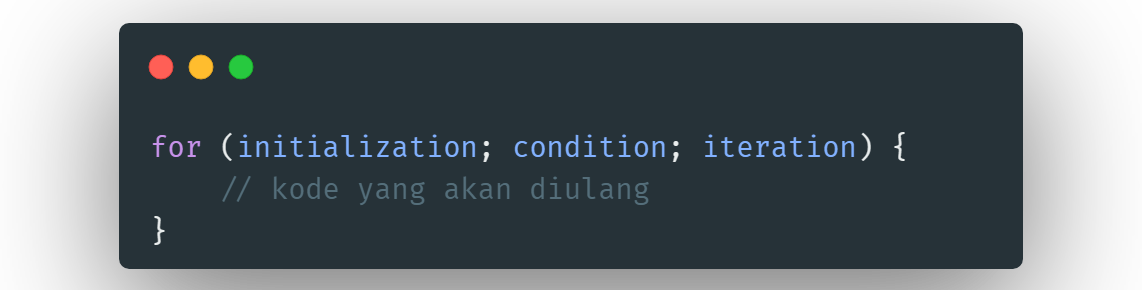 for (initialization; condition; iteration) {
// kode yang akan diulang
}